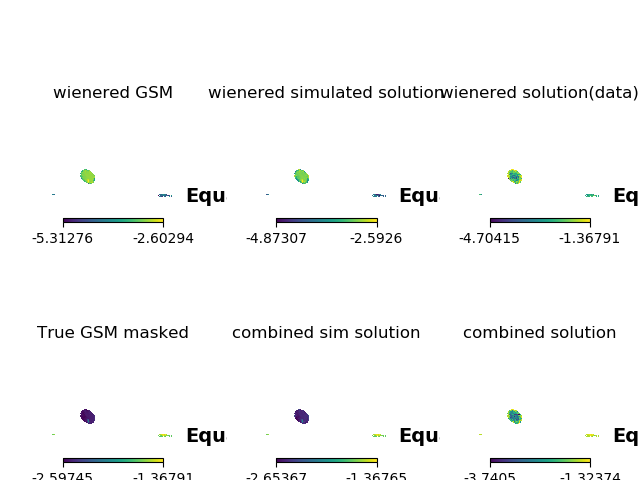 wienered GSM
wienered simulated solution
wienered solution(data)
Equ
Equ
Eq
-5.31276 -2.60294
-4.87307 -2.5926
-4.70415 -1.36791
True GSM masked
combined sim solution
combined solution
Equ
Equ
Eq
-2.59745 -1.36791
-2.65367 -1.36765
-3.7405 -1.32374